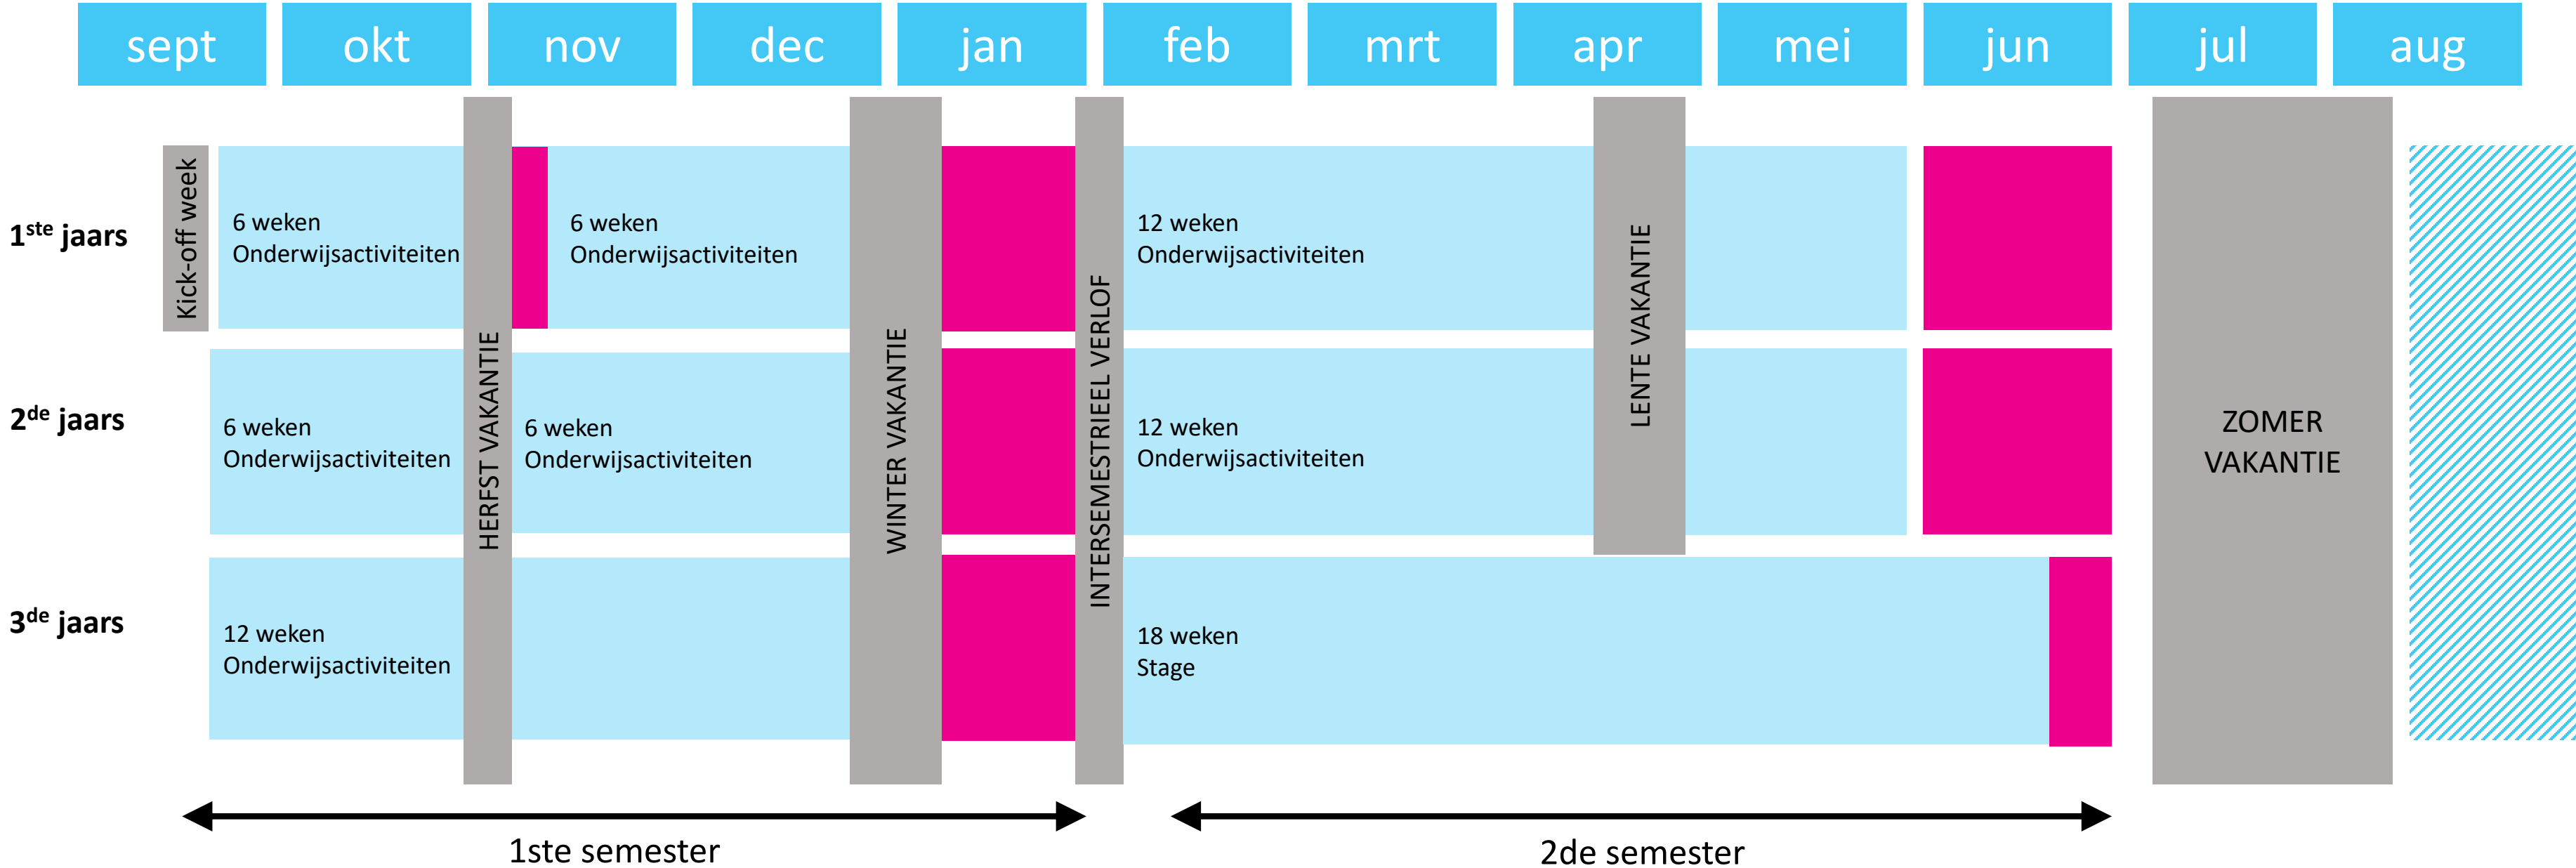 sept okt nov dec jan feb mrt apr mei jun jul aug
1ste jaars
Kick-off week
6 weken
Onderwijsactiviteiten
6 weken
Onderwijsactiviteiten
12 weken
Onderwijsactiviteiten
2de jaars
6 weken
Onderwijsactiviteiten
6 weken
Onderwijsactiviteiten
12 weken
Onderwijsactiviteiten
3de jaars
12 weken
Onderwijsactiviteiten
18 weken
Stage
HERFST VAKANTIE
WINTER VAKANTIE
INTERSEMESTRIEEL VERLOF
LENTE VAKANTIE
ZOMER
VAKANTIE
1ste semester
2de semester